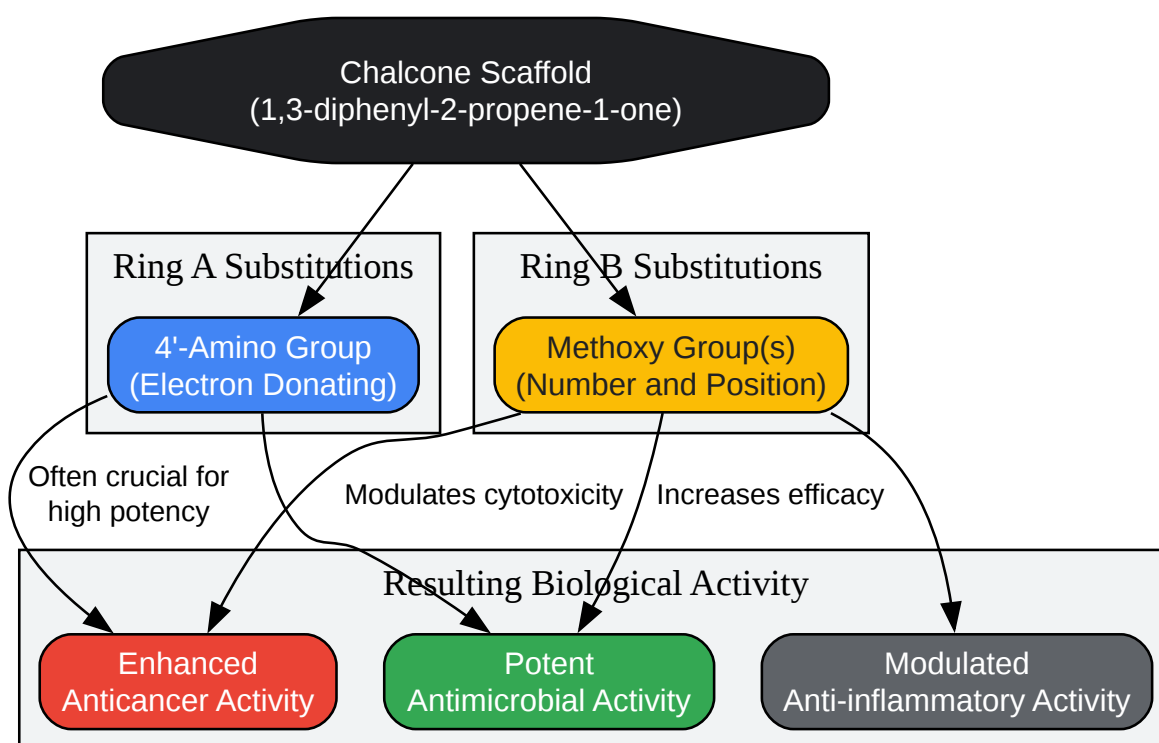 Chalcone Scaffold
(1,3-diphenyl-2-propene-1-one)
Ring A Substitutions
Ring B Substitutions
4'-Amino Group
(Electron Donating)
Methoxy Group(s)
(Number and Position)
Often crucial for
high potency
Modulates cytotoxicity
Increases efficacy
Resulting Biological Activity
Enhanced
Anticancer Activity
Potent
Antimicrobial Activity
Modulated
Anti-inflammatory Activity